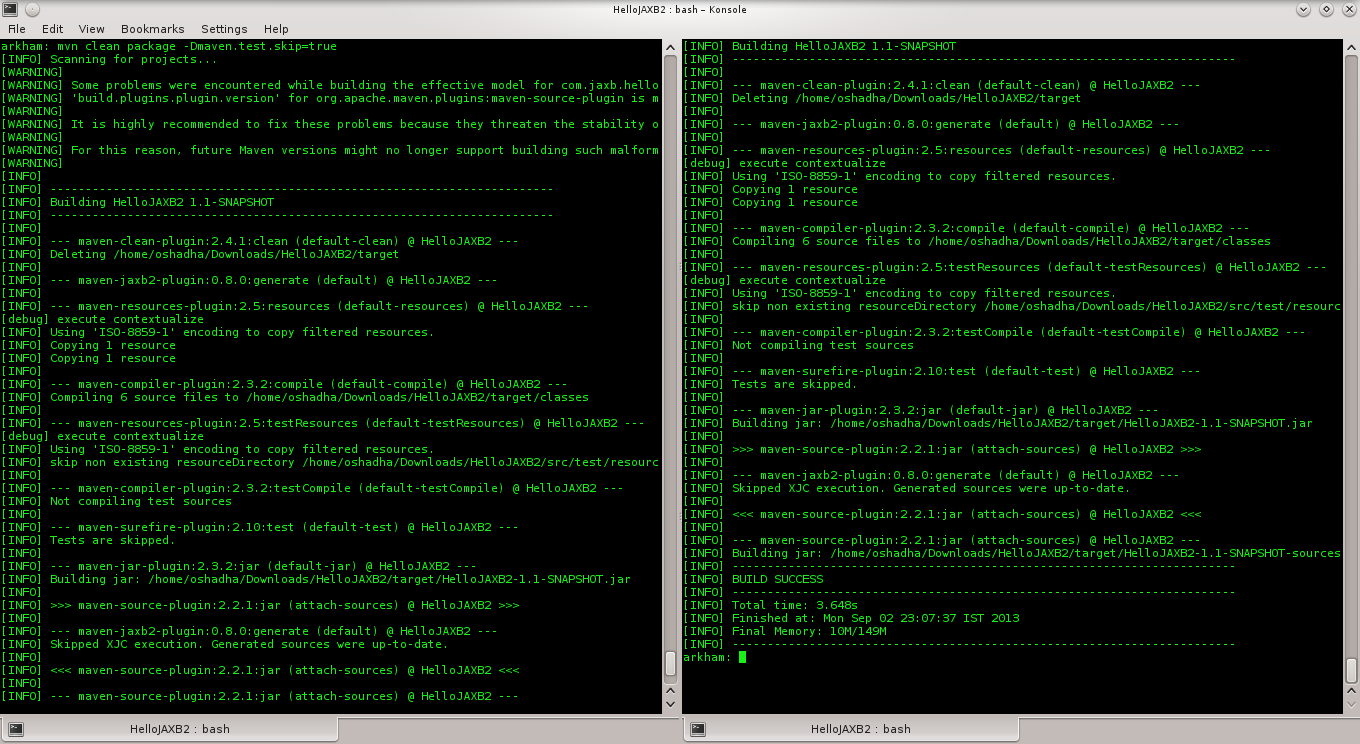 HelloJAXB2 : bash – Konsole
File Edit View Bookmarks Settings Help
arkham: mvn clean package -Dmaven.test.skip=true
[INFO] Scanning for projects...
[WARNING]
[WARNING] Some problems were encountered while building the effective model for com.jaxb.hello
[WARNING] 'build.plugins.plugin.version' for org.apache.maven.plugins:maven-source-plugin is m
[WARNING]
[WARNING] It is highly recommended to fix these problems because they threaten the stability o
[WARNING]
[WARNING] For this reason, future Maven versions might no longer support building such malform
[WARNING]
[INFO]
[INFO] ------------------------------------------------------------------------
[INFO] Building HelloJAXB2 1.1-SNAPSHOT
[INFO] ------------------------------------------------------------------------
[INFO]
[INFO] --- maven-clean-plugin:2.4.1:clean (default-clean) @ HelloJAXB2 ---
[INFO] Deleting /home/oshadha/Downloads/HelloJAXB2/target
[INFO]
[INFO] --- maven-jaxb2-plugin:0.8.0:generate (default) @ HelloJAXB2 ---
[INFO]
[INFO] --- maven-resources-plugin:2.5:resources (default-resources) @ HelloJAXB2 ---
[debug] execute contextualize
[INFO] Using 'ISO-8859-1' encoding to copy filtered resources.
[INFO] Copying 1 resource
[INFO] Copying 1 resource
[INFO]
[INFO] --- maven-compiler-plugin:2.3.2:compile (default-compile) @ HelloJAXB2 ---
[INFO] Compiling 6 source files to /home/oshadha/Downloads/HelloJAXB2/target/classes
[INFO]
[INFO] --- maven-resources-plugin:2.5:testResources (default-testResources) @ HelloJAXB2 ---
[debug] execute contextualize
[INFO] Using 'ISO-8859-1' encoding to copy filtered resources.
[INFO] skip non existing resourceDirectory /home/oshadha/Downloads/HelloJAXB2/src/test/resourc
[INFO]
[INFO] --- maven-compiler-plugin:2.3.2:testCompile (default-testCompile) @ HelloJAXB2 ---
[INFO] Not compiling test sources
[INFO]
[INFO] --- maven-surefire-plugin:2.10:test (default-test) @ HelloJAXB2 ---
[INFO] Tests are skipped.
[INFO]
[INFO] --- maven-jar-plugin:2.3.2:jar (default-jar) @ HelloJAXB2 ---
[INFO] Building jar: /home/oshadha/Downloads/HelloJAXB2/target/HelloJAXB2-1.1-SNAPSHOT.jar
[INFO]
[INFO] >>> maven-source-plugin:2.2.1:jar (attach-sources) @ HelloJAXB2 >>>
[INFO]
[INFO] --- maven-jaxb2-plugin:0.8.0:generate (default) @ HelloJAXB2 ---
[INFO] Skipped XJC execution. Generated sources were up-to-date.
[INFO]
[INFO] <<< maven-source-plugin:2.2.1:jar (attach-sources) @ HelloJAXB2 <<<
[INFO]
[INFO] --- maven-source-plugin:2.2.1:jar (attach-sources) @ HelloJAXB2 ---
HelloJAXB2 : bash
[INFO] Building HelloJAXB2 1.1-SNAPSHOT
[INFO] ------------------------------------------------------------------------
[INFO]
[INFO] --- maven-clean-plugin:2.4.1:clean (default-clean) @ HelloJAXB2 ---
[INFO] Deleting /home/oshadha/Downloads/HelloJAXB2/target
[INFO]
[INFO] --- maven-jaxb2-plugin:0.8.0:generate (default) @ HelloJAXB2 ---
[INFO]
[INFO] --- maven-resources-plugin:2.5:resources (default-resources) @ HelloJAXB2 ---
[debug] execute contextualize
[INFO] Using 'ISO-8859-1' encoding to copy filtered resources.
[INFO] Copying 1 resource
[INFO] Copying 1 resource
[INFO]
[INFO] --- maven-compiler-plugin:2.3.2:compile (default-compile) @ HelloJAXB2 ---
[INFO] Compiling 6 source files to /home/oshadha/Downloads/HelloJAXB2/target/classes
[INFO]
[INFO] --- maven-resources-plugin:2.5:testResources (default-testResources) @ HelloJAXB2 ---
[debug] execute contextualize
[INFO] Using 'ISO-8859-1' encoding to copy filtered resources.
[INFO] skip non existing resourceDirectory /home/oshadha/Downloads/HelloJAXB2/src/test/resourc
[INFO]
[INFO] --- maven-compiler-plugin:2.3.2:testCompile (default-testCompile) @ HelloJAXB2 ---
[INFO] Not compiling test sources
[INFO]
[INFO] --- maven-surefire-plugin:2.10:test (default-test) @ HelloJAXB2 ---
[INFO] Tests are skipped.
[INFO]
[INFO] --- maven-jar-plugin:2.3.2:jar (default-jar) @ HelloJAXB2 ---
[INFO] Building jar: /home/oshadha/Downloads/HelloJAXB2/target/HelloJAXB2-1.1-SNAPSHOT.jar
[INFO]
[INFO] >>> maven-source-plugin:2.2.1:jar (attach-sources) @ HelloJAXB2 >>>
[INFO]
[INFO] --- maven-jaxb2-plugin:0.8.0:generate (default) @ HelloJAXB2 ---
[INFO] Skipped XJC execution. Generated sources were up-to-date.
[INFO]
[INFO] <<< maven-source-plugin:2.2.1:jar (attach-sources) @ HelloJAXB2 <<<
[INFO]
[INFO] --- maven-source-plugin:2.2.1:jar (attach-sources) @ HelloJAXB2 ---
[INFO] Building jar: /home/oshadha/Downloads/HelloJAXB2/target/HelloJAXB2-1.1-SNAPSHOT-sources
[INFO] ------------------------------------------------------------------------
[INFO] BUILD SUCCESS
[INFO] ------------------------------------------------------------------------
[INFO] Total time: 3.648s
[INFO] Finished at: Mon Sep 02 23:07:37 IST 2013
[INFO] Final Memory: 10M/149M
[INFO] ------------------------------------------------------------------------
arkham:
HelloJAXB2 : bash